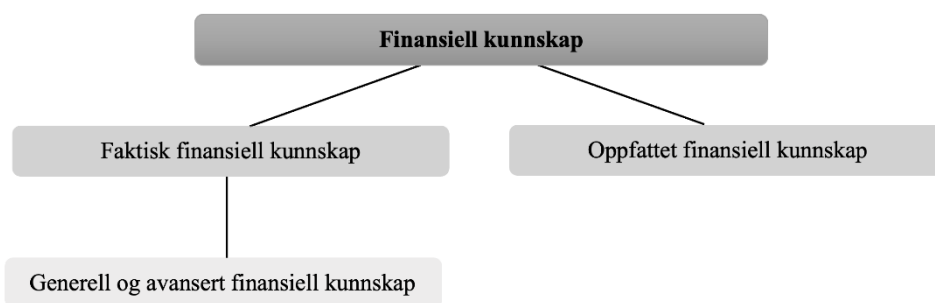 Finansiell kunnskap
Faktisk finansiell kunnskap
Oppfattet finansiell kunnskap
Generell og avansert finansiell kunnskap